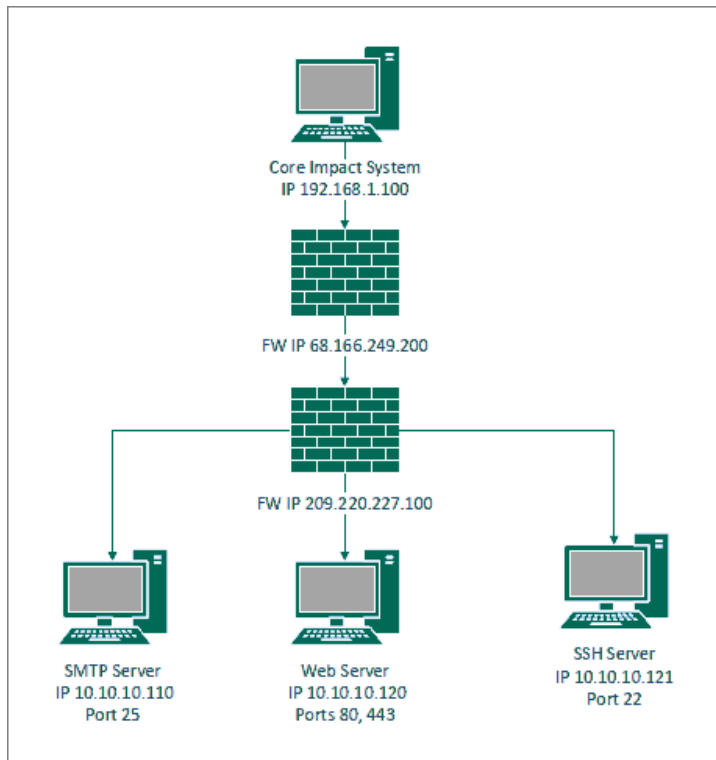 Core Impact System
IP 192.168.1.100
FW IP 68.166.249.200
FW IP 209.220.227.100
SMTP Server
IP 10.10.10.110
Port 25
Web Server
IP 10.10.10.120
Ports 80, 443
SSH Server
IP 10.10.10.121
Port 22